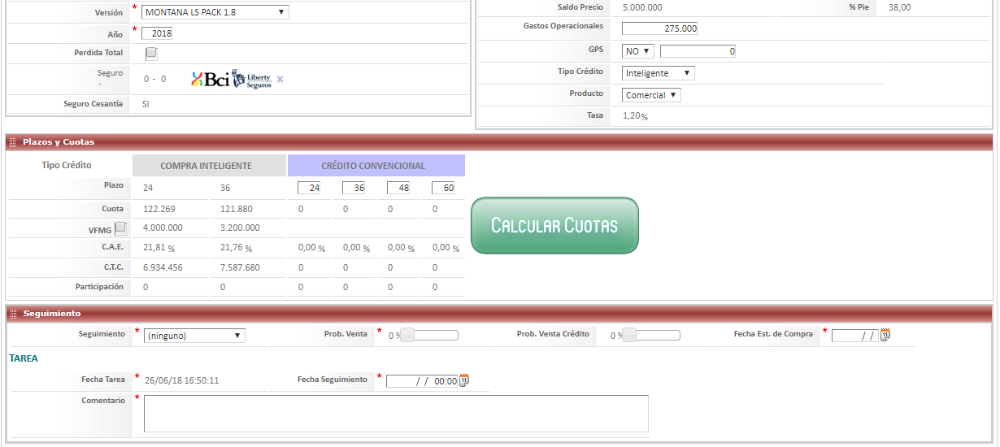 Versión * MONTANA LS PACK 1.8
Año * 2018
Perdida Total
Seguro - 0 - 0 Bci Liberty Seguros x
Seguro Cesantía SI
Saldo Precio 5.000.000 % Pie 38,00
Gastos Operacionales 275.000
GPS NO 0
Tipo Crédito Inteligente
Producto Comercial
Tasa 1,20%
Plazos y Cuotas
Tipo Crédito COMPRA INTELIGENTE CRÉDITO CONVENCIONAL
Plazo 24 36 24 36 48 60
Cuota 122.269 121.880 0 0 0 0
VFMG 4.000.000 3.200.000
C.A.E. 21,81 % 21,76 % 0,00 % 0,00 % 0,00 % 0,00 %
C.T.C. 6.934.456 7.587.680 0 0 0 0
Participación 0 0 0 0 0 0
CALCULAR CUOTAS
Seguimiento
Seguimiento * (ninguno) Prob. Venta * 0 % Prob. Venta Crédito 0 % Fecha Est. de Compra * / / 11
TAREA
Fecha Tarea * 26/06/18 16:50:11 Fecha Seguimiento * / / 00:00 11
Comentario *